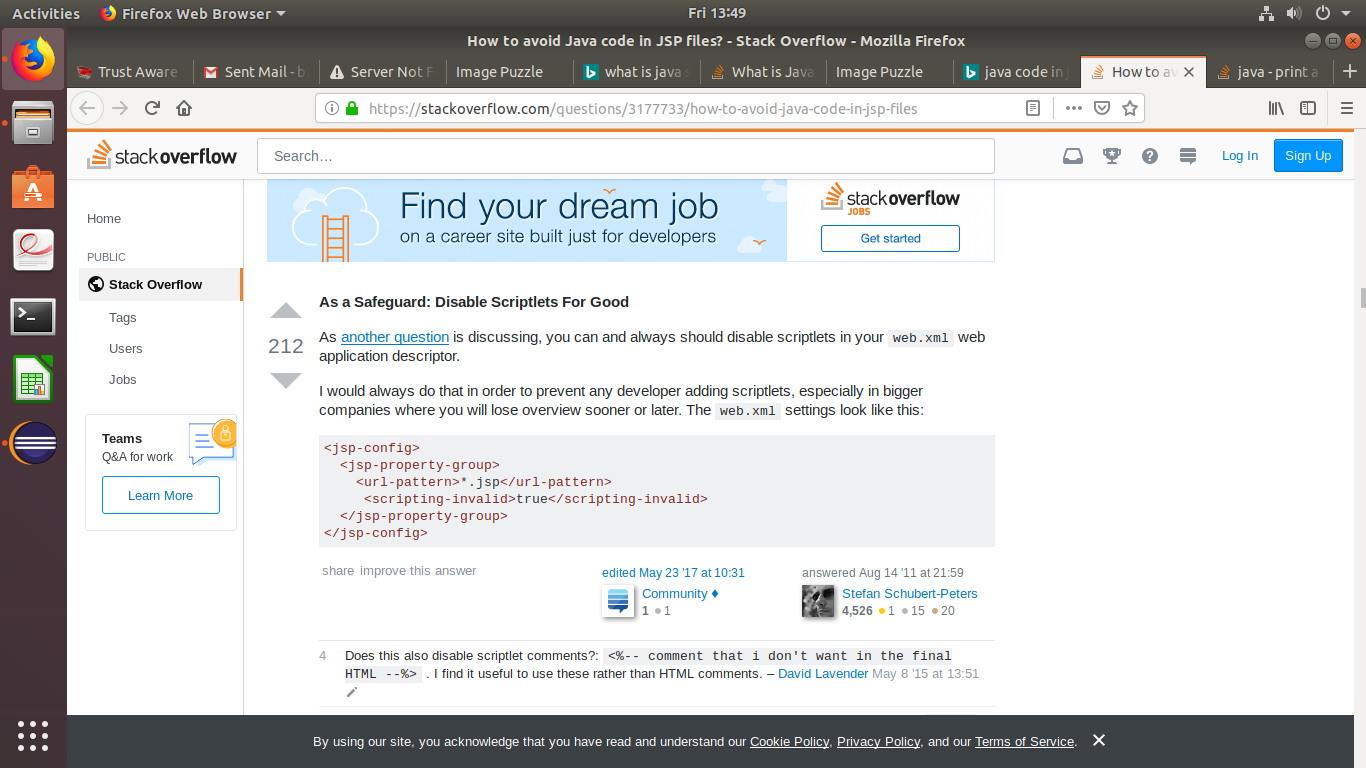 Activities
Firefox Web Browser
Fri 13:49
How to avoid Java code in JSP files? - Stack Overflow - Mozilla Firefox
Trust Aware
Sent Mail - b
Server Not F
Image Puzzle
what is java s
What is Java
Image Puzzle
java code in j
How to av
java - print a
https://stackoverflow.com/questions/3177733/how-to-avoid-java-code-in-jsp-files
stackoverflow
Search…
Log In
Sign Up
Home
PUBLIC
Stack Overflow
Tags
Users
Jobs
Teams
Q&A for work
Learn More
Find your dream job
on a career site built just for developers
stackoverflow
JOBS
Get started
212
As a Safeguard: Disable Scriptlets For Good
As another question is discussing, you can and always should disable scriptlets in your web.xml web
application descriptor.
I would always do that in order to prevent any developer adding scriptlets, especially in bigger
companies where you will lose overview sooner or later. The web.xml settings look like this:
<jsp-config>
  <jsp-property-group>
    <url-pattern>*.jsp</url-pattern>
     <scripting-invalid>true</scripting-invalid>
  </jsp-property-group>
</jsp-config>
share improve this answer
edited May 23 '17 at 10:31
Community ♦
1 ● 1
answered Aug 14 '11 at 21:59
Stefan Schubert-Peters
4,526 ● 1 ● 15 ● 20
4
Does this also disable scriptlet comments?: <%-- comment that i don't want in the final
HTML --%> . I find it useful to use these rather than HTML comments. – David Lavender May 8 '15 at 13:51
By using our site, you acknowledge that you have read and understand our Cookie Policy, Privacy Policy, and our Terms of Service.